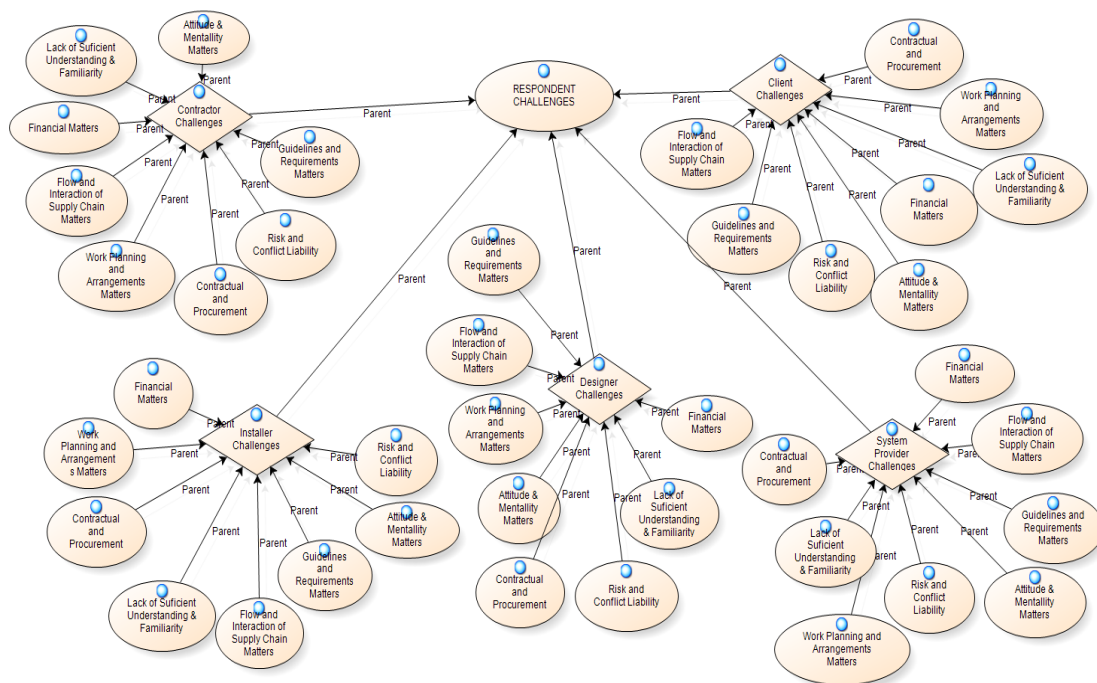 Attitude &
Mentallity
Matters
Parent
Lack of Suficient
Understanding &
Familiarity
Parent
Contractor
Challenges
Parent
Financial Matters
Parent
Guidelines and
Requirements
Matters
Parent
Flow and
Interaction of
Supply Chain
Matters
Parent
Risk and
Conflict Liability
Parent
Work Planning
and
Arrangements
Matters
Parent
Contractual
and
Procurement
Parent
RESPONDENT
CHALLENGES
Parent
Client
Challenges
Parent
Contractual
and
Procurement
Parent
Work Planning
and
Arrangements
Matters
Parent
Flow and
Interaction of
Supply Chain
Matters
Parent
Lack of Suficient
Understanding &
Familiarity
Parent
Financial
Matters
Parent
Guidelines and
Requirements Matters
Parent
Risk and
Conflict
Liability
Parent
Attitude &
Mentallity Matters
Parent
Installer
Challenges
Parent
Financial
Matters
Parent
Work
Planning and
Arrangement
s Matters
Parent
Risk and
Conflict
Liability
Parent
Contractual
and
Procurement
Parent
Attitude &
Mentallity
Matters
Parent
Guidelines
and
Requirements
Matters
Parent
Lack of Suficient
Understanding &
Familiarity
Parent
Flow and
Interaction of
Supply Chain
Matters
Parent
Designer
Challenges
Parent
Guidelines
and
Requirements Matters
Parent
Flow and
Interaction of
Supply Chain
Matters
Parent
Work Planning
and
Arrangements
Matters
Parent
Financial
Matters
Parent
Attitude &
Mentallity
Matters
Parent
Lack of
Suficient
Understanding
& Familiarity
Parent
Contractual
and
Procurement
Parent
Risk and
Conflict Liability
Parent
System
Provider
Challenges
Parent
Financial
Matters
Parent
Flow and
Interaction of
Supply Chain
Matters
Parent
Contractual
and
Procurement
Parent
Guidelines and
Requirements
Matters
Parent
Lack of
Suficient
Understanding
& Familiarity
Parent
Risk and
Conflict
Liability
Parent
Attitude &
Mentallity
Matters
Parent
Work Planning and
Arrangements
Matters
Parent